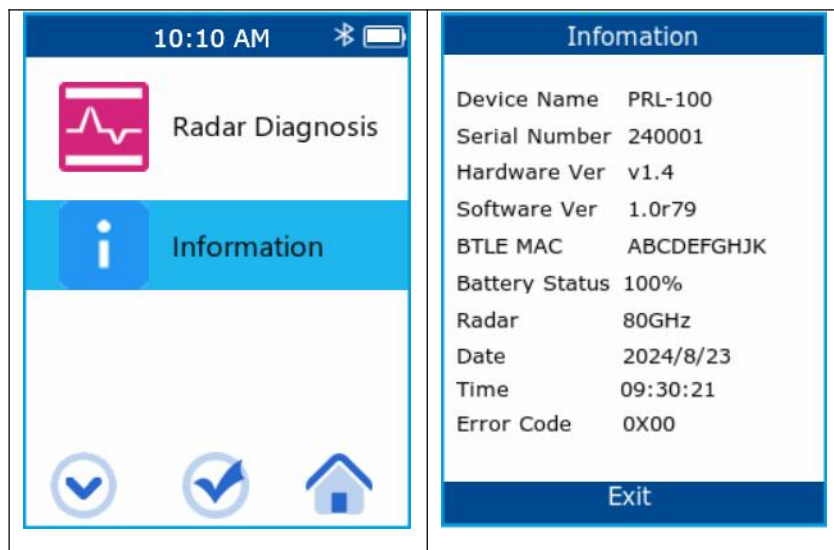 10:10 AM
Radar Diagnosis
i
Information
Infomation
Device Name PRL-100
Serial Number 240001
Hardware Ver v1.4
Software Ver 1.0r79
BTLE MAC ABCDEFGHJK
Battery Status 100%
Radar 80GHz
Date 2024/8/23
Time 09:30:21
Error Code 0X00
Exit